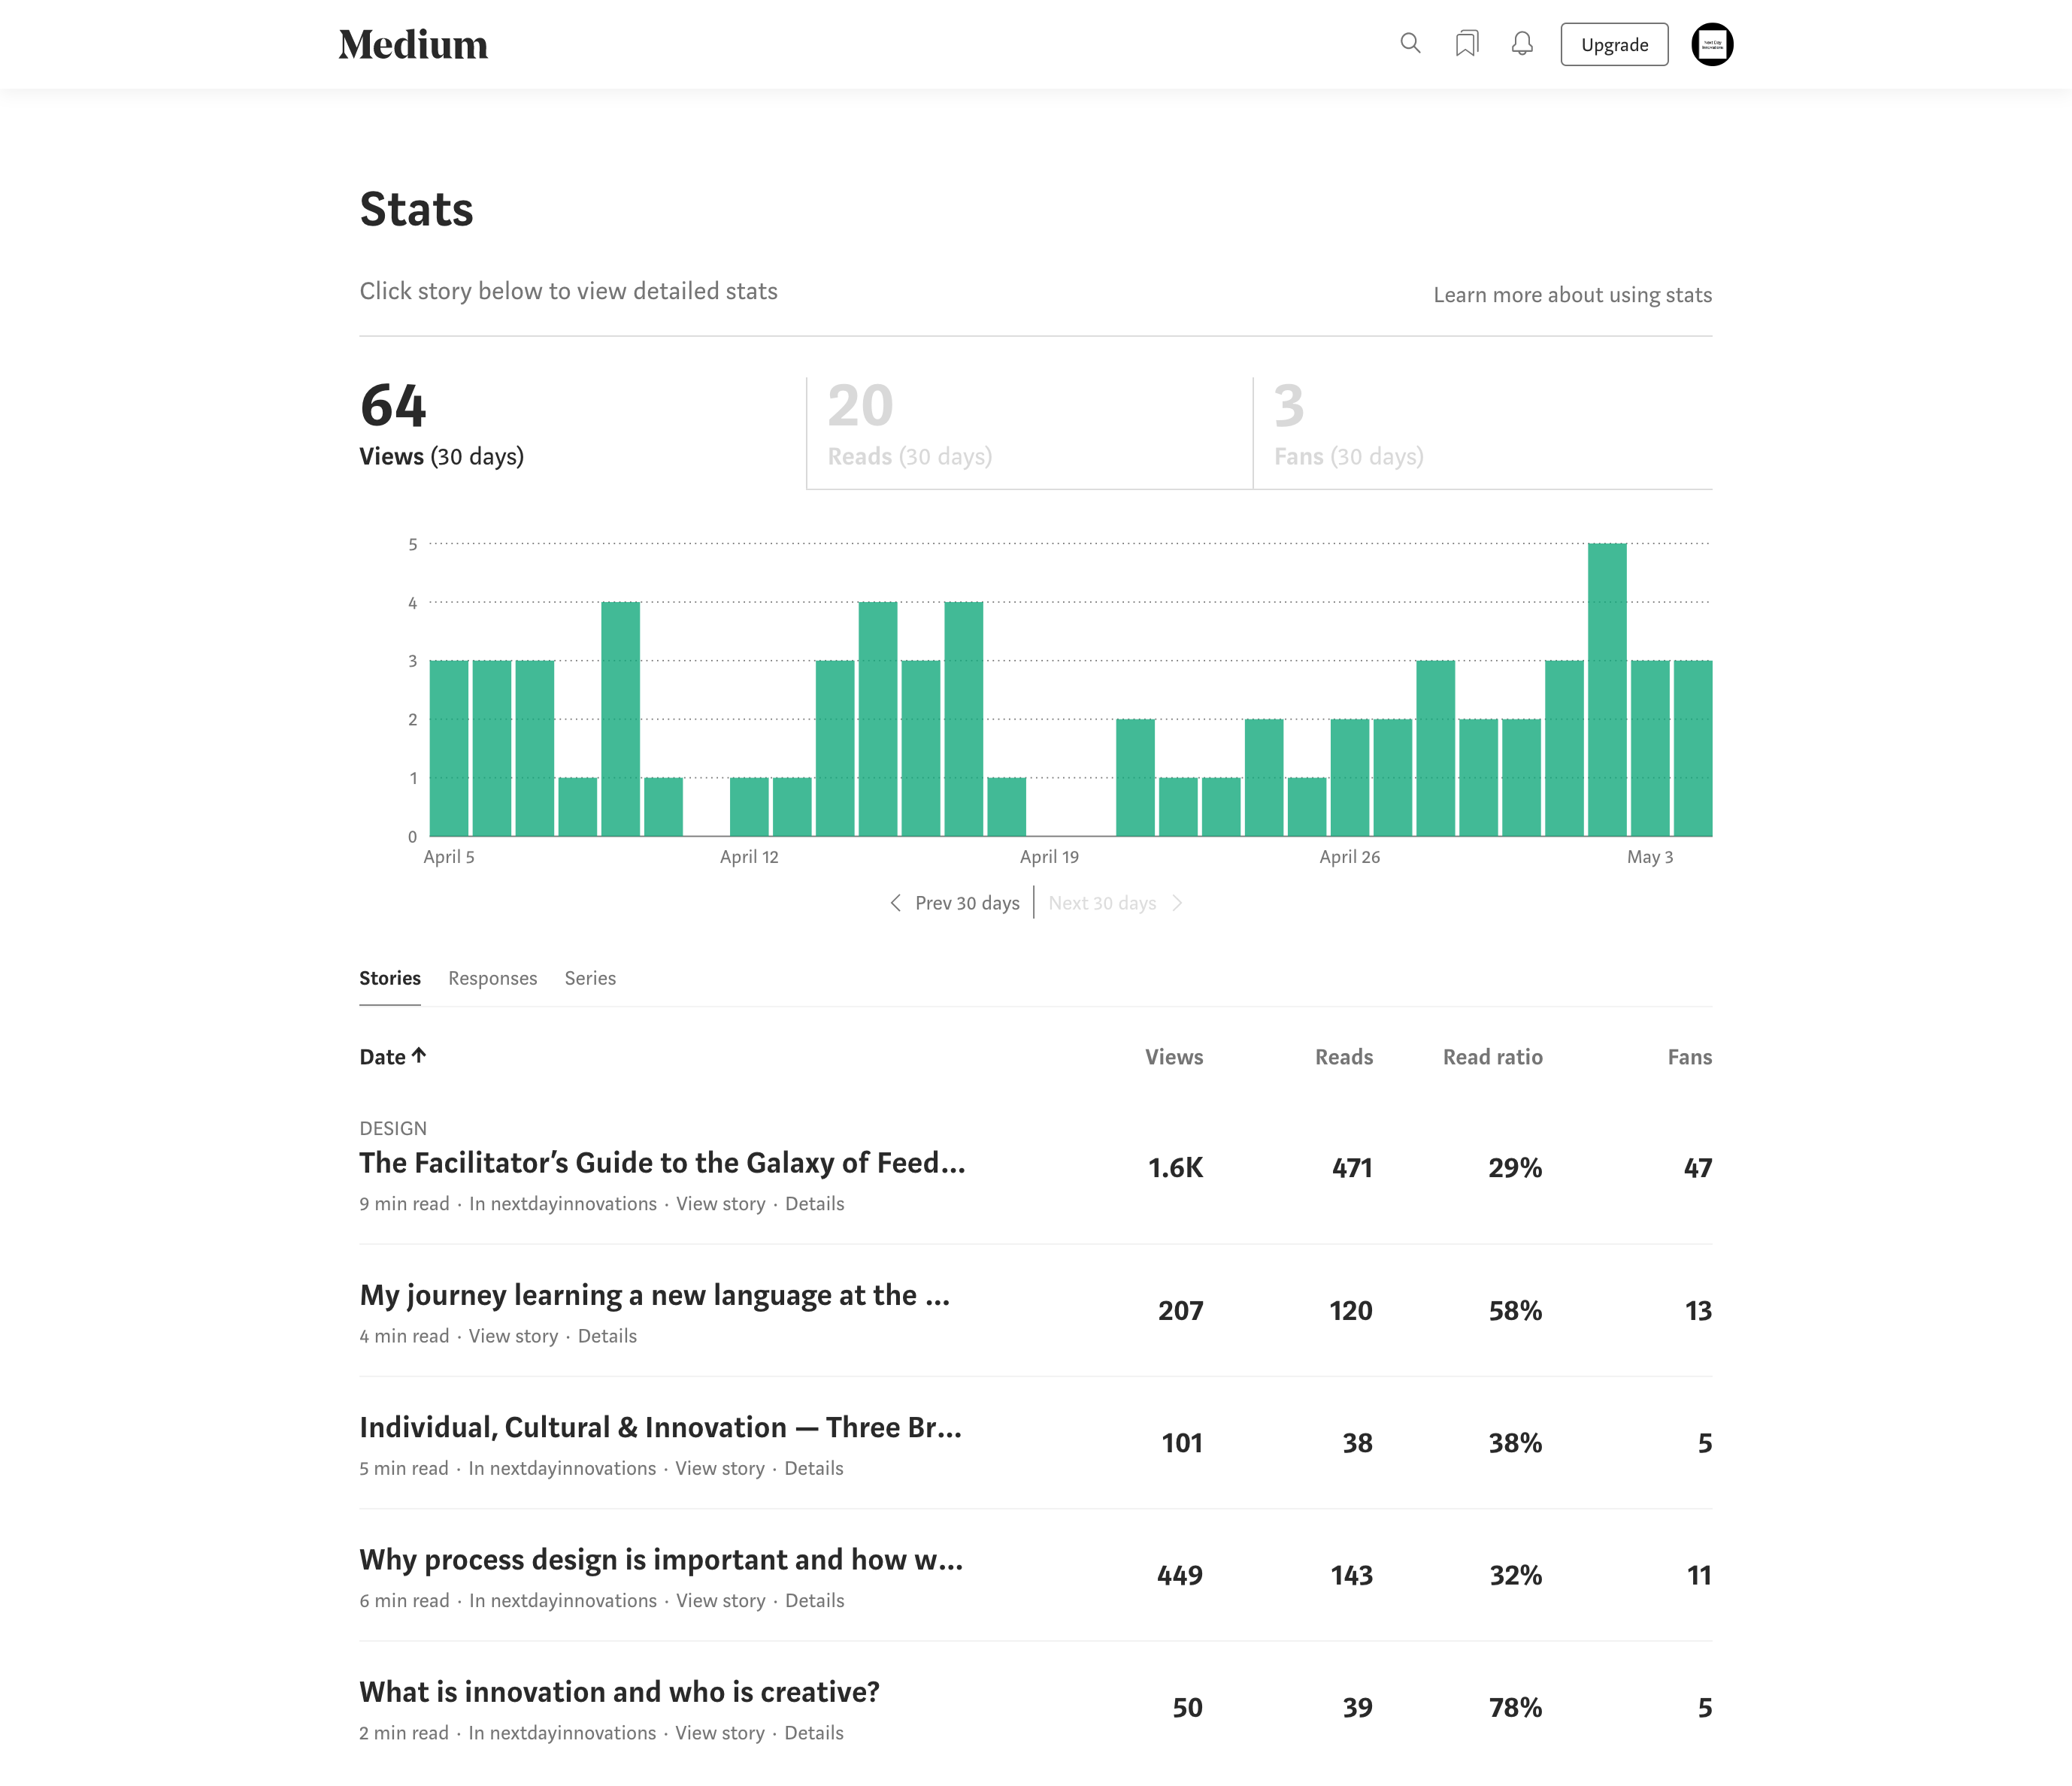 Medium
Upgrade
Next Day
Innovations
Stats
Click story below to view detailed stats
Learn more about using stats
64
Views (30 days)
20
Reads (30 days)
3
Fans (30 days)
5
4
3
2
1
0
April 5 April 12 April 19 April 26 May 3
Prev 30 days Next 30 days
Stories Responses Series
Date Views Reads Read ratio Fans
DESIGN
The Facilitator’s Guide to the Galaxy of Feed… 1.6K 471 29% 47
9 min read · In nextdayinnovations · View story · Details
My journey learning a new language at the … 207 120 58% 13
4 min read · View story · Details
Individual, Cultural & Innovation — Three Br… 101 38 38% 5
5 min read · In nextdayinnovations · View story · Details
Why process design is important and how w… 449 143 32% 11
6 min read · In nextdayinnovations · View story · Details
What is innovation and who is creative? 50 39 78% 5
2 min read · In nextdayinnovations · View story · Details